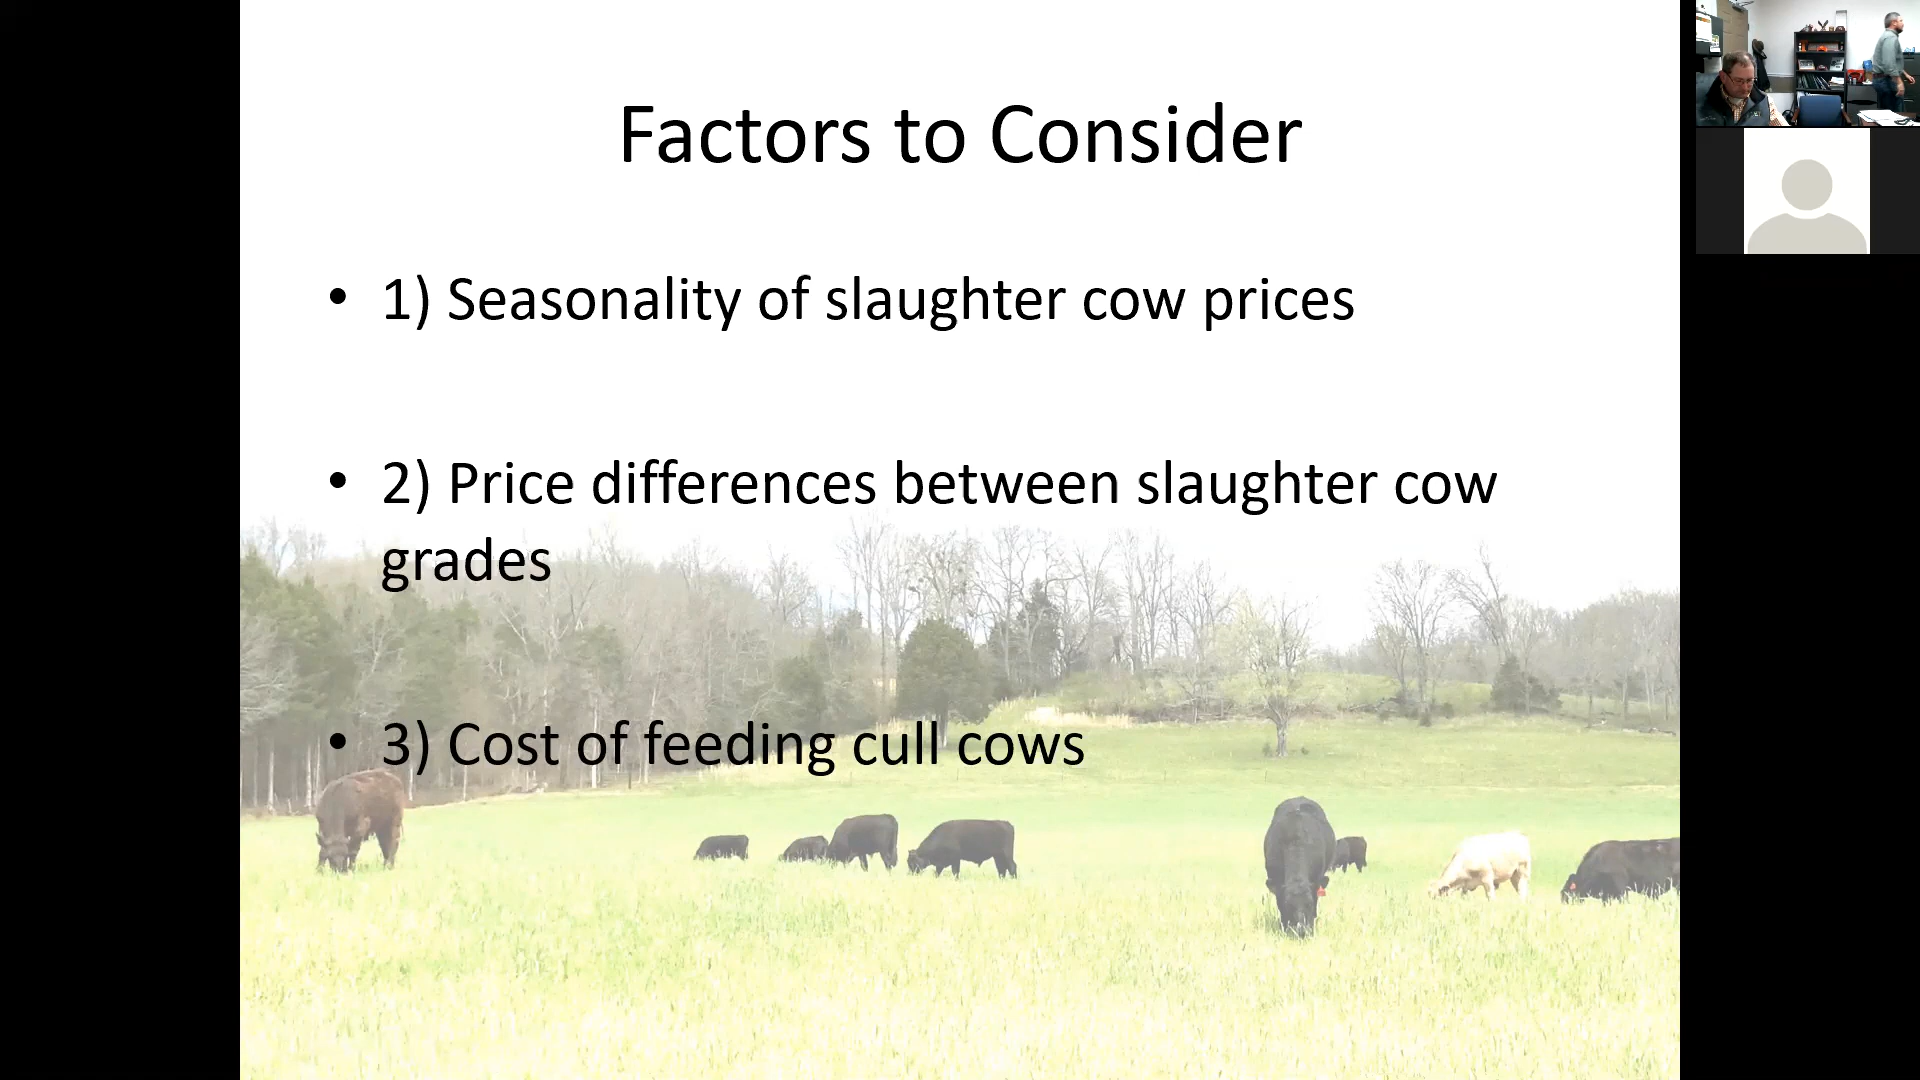 Factors to Consider
• 1) Seasonality of slaughter cow prices
• 2) Price differences between slaughter cow
grades
• 3) Cost of feeding cull cows